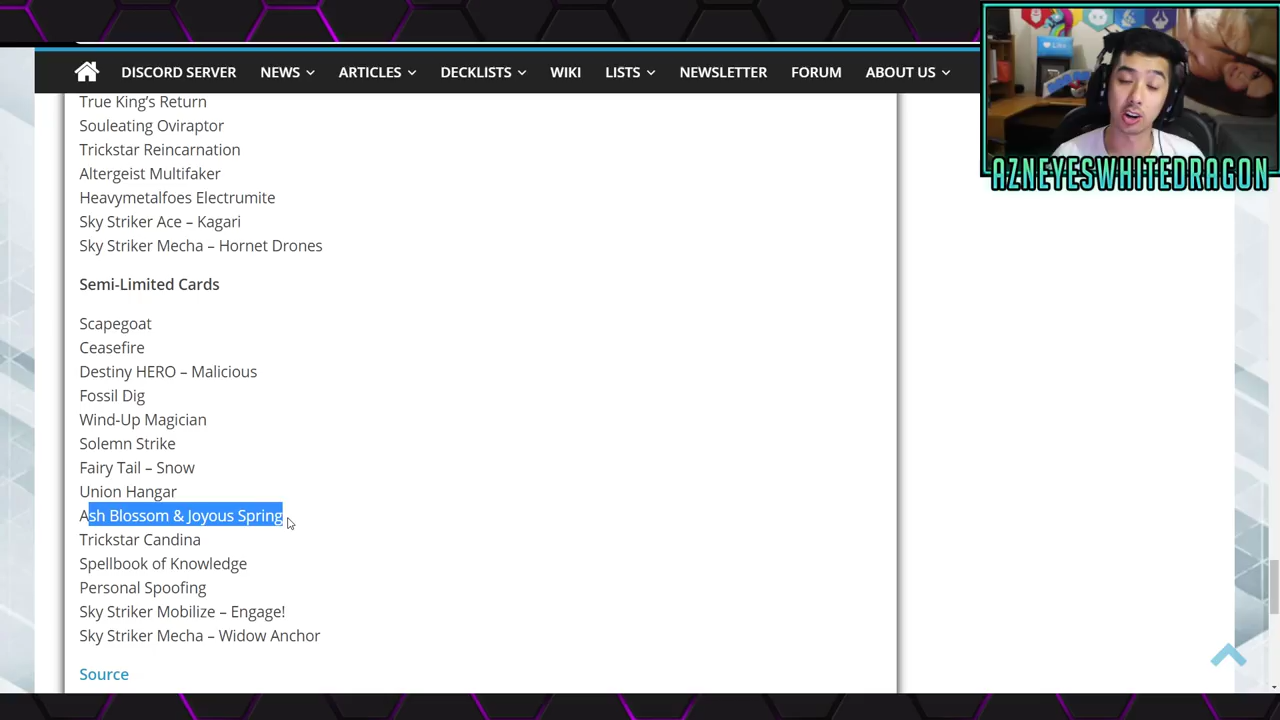 DISCORD SERVER NEWS ARTICLES DECKLISTS WIKI LISTS NEWSLETTER FORUM ABOUT US
True King's Return
Souleating Oviraptor
Trickstar Reincarnation
Altergeist Multifaker
Heavymetalfoes Electrumite
Sky Striker Ace – Kagari
Sky Striker Mecha – Hornet Drones
Semi-Limited Cards
Scapegoat
Ceasefire
Destiny HERO – Malicious
Fossil Dig
Wind-Up Magician
Solemn Strike
Fairy Tail – Snow
Union Hangar
Ash Blossom & Joyous Spring
Trickstar Candina
Spellbook of Knowledge
Personal Spoofing
Sky Striker Mobilize – Engage!
Sky Striker Mecha – Widow Anchor
Source
Like
AZNEYESWHITEDRAGON